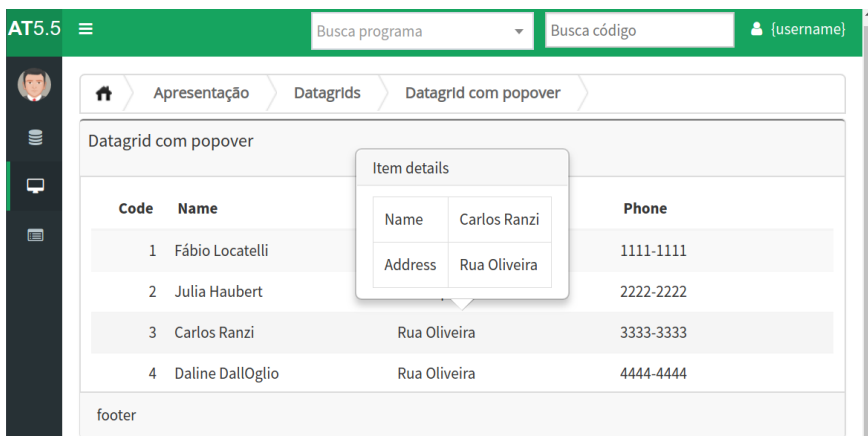 AT5.5 Busca programa Busca código {username}
Apresentação Datagrids Datagrid com popover
Datagrid com popover
Item details
Name Carlos Ranzi
Address Rua Oliveira
Code Name Phone
1 Fábio Locatelli 1111-1111
2 Julia Haubert 2222-2222
3 Carlos Ranzi Rua Oliveira 3333-3333
4 Daline DallOglio Rua Oliveira 4444-4444
footer